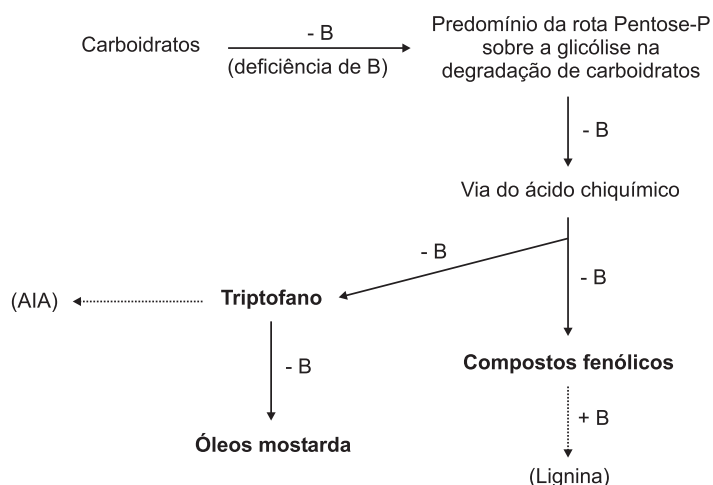 Carboidratos
- B
(deficiência de B)
Predomínio da rota Pentose-P
sobre a glicólise na
degradação de carboidratos
- B
Via do ácido chiquímico
- B
- B
(AIA)
Triptofano
- B
Compostos fenólicos
+ B
Óleos mostarda
(Lignina)